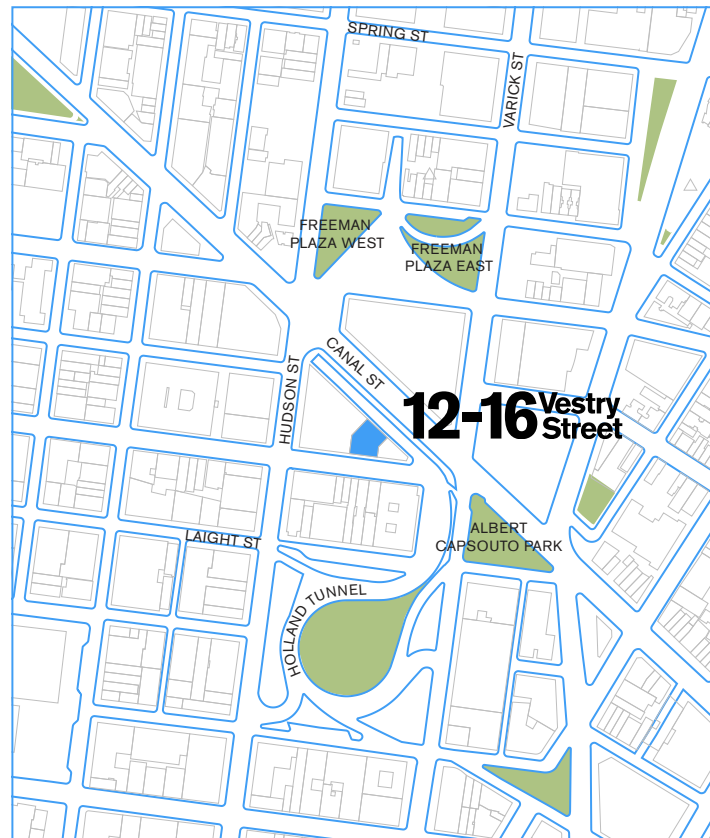 SPRING ST
VARICK ST
FREEMAN
PLAZA WEST
FREEMAN
PLAZA EAST
CANAL ST
HUDSON ST
12-16 Vestry
Street
ALBERT
CAPSOUTO PARK
LAIGHT ST
HOLLAND TUNNEL